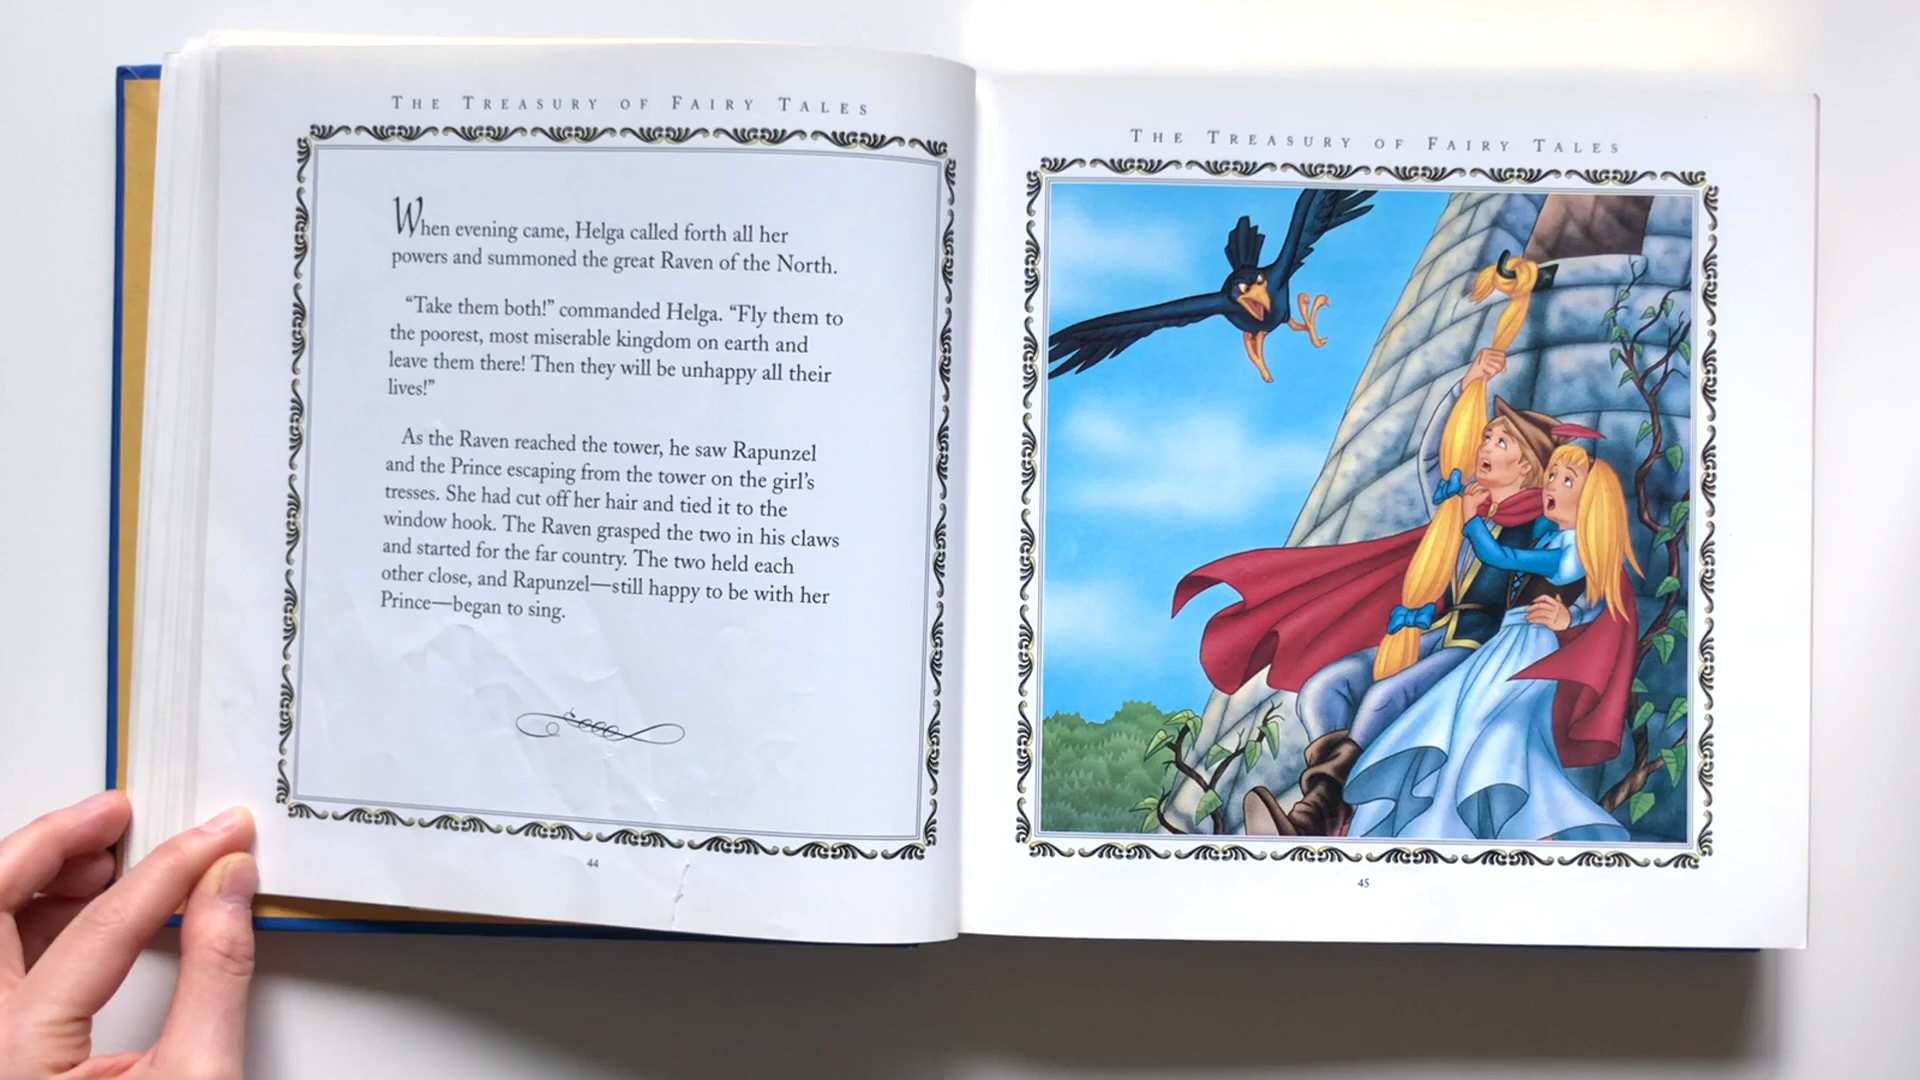 THE TREASURY OF FAIRY TALES
When evening came, Helga called forth all her
powers and summoned the great Raven of the North.
“Take them both!” commanded Helga. “Fly them to
the poorest, most miserable kingdom on earth and
leave them there! Then they will be unhappy all their
lives!”
As the Raven reached the tower, he saw Rapunzel
and the Prince escaping from the tower on the girl’s
tresses. She had cut off her hair and tied it to the
window hook. The Raven grasped the two in his claws
and started for the far country. The two held each
other close, and Rapunzel—still happy to be with her
Prince—began to sing.
44
THE TREASURY OF FAIRY TALES
45